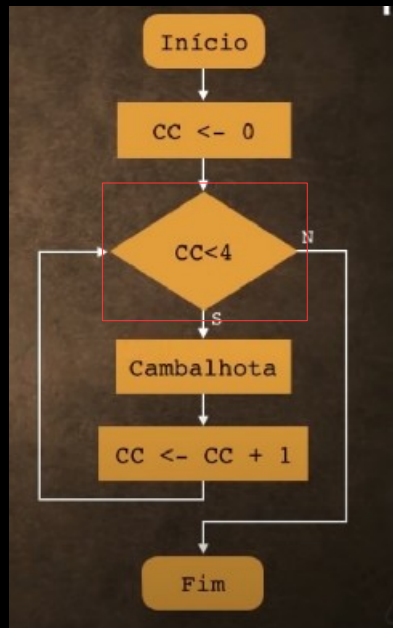 Início
CC <- 0
CC<4
N
S
Cambalhota
CC <- CC + 1
Fim